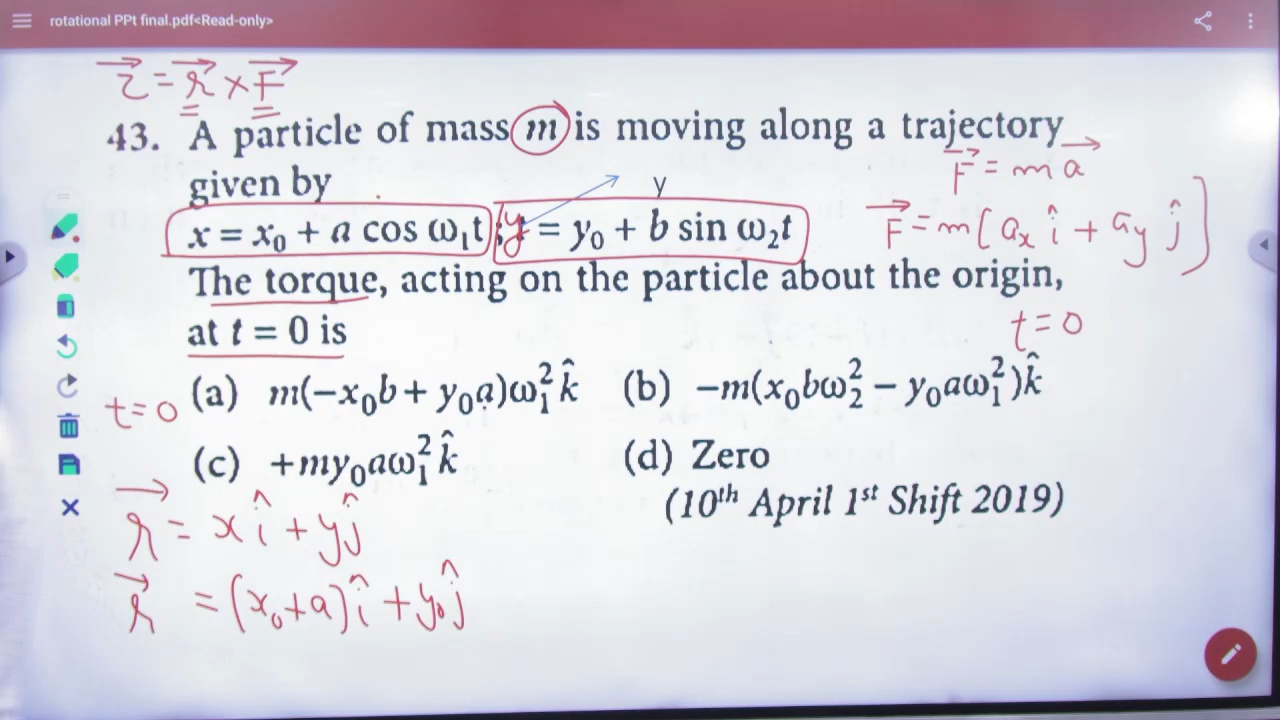 rotational PPt final.pdf<Read-only>
τ⃗ = r⃗ × F⃗
43. A particle of mass m is moving along a trajectory
F⃗ = m a⃗
given by
y
x = x₀ + a cos ω₁t ; y = y₀ + b sin ω₂t
F⃗ = m[ aₓ î + a_y ĵ ]
The torque, acting on the particle about the origin,
at t = 0 is
t = 0
(a) m(−x₀b + y₀a)ω₁² k̂ (b) −m(x₀bω₂² − y₀aω₁²)k̂
t = 0
(c) +my₀aω₁² k̂ (d) Zero
(10th April 1st Shift 2019)
r⃗ = x î + y ĵ
r⃗ = (x₀+a) î + y₀ ĵ